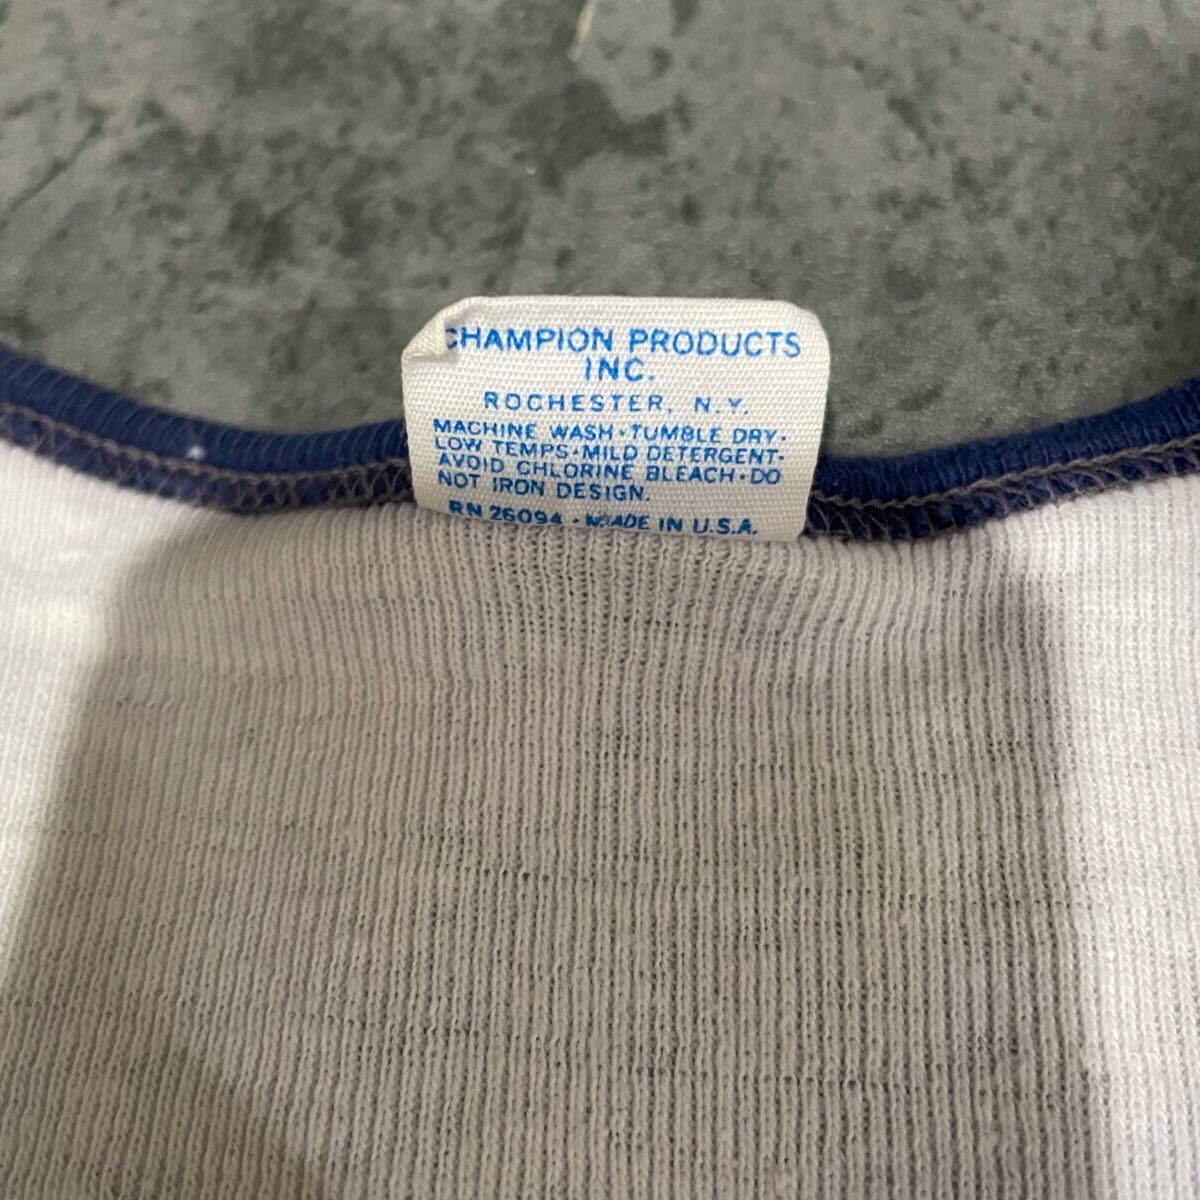 CHAMPION PRODUCTS
INC.
ROCHESTER, N.Y.
MACHINE WASH·TUMBLE DRY·
LOW TEMPS·MILD DETERGENT·
AVOID CHLORINE BLEACH·DO
NOT IRON DESIGN.
RN 26094 · MADE IN U.S.A.